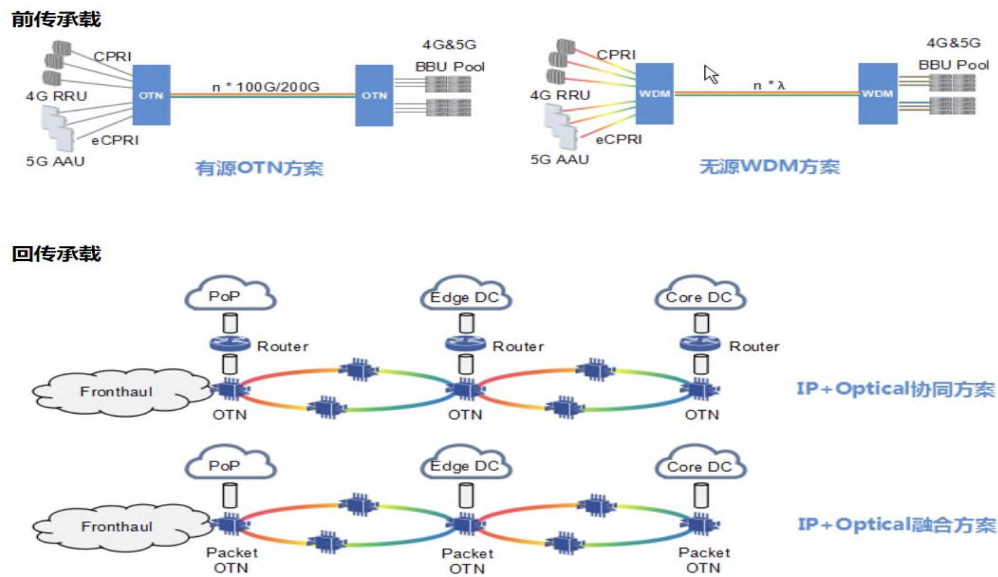 前传承载
CPRI
4G RRU
eCPRI
5G AAU
OTN
n * 100G/200G
OTN
4G&5G
BBU Pool
有源OTN方案
CPRI
4G RRU
eCPRI
5G AAU
WDM
n * λ
WDM
4G&5G
BBU Pool
无源WDM方案
回传承载
PoP
Edge DC
Core DC
Router
Router
Router
Fronthaul
OTN
OTN
OTN
IP+Optical协同方案
PoP
Edge DC
Core DC
Fronthaul
Packet
OTN
Packet
OTN
Packet
OTN
IP+Optical融合方案